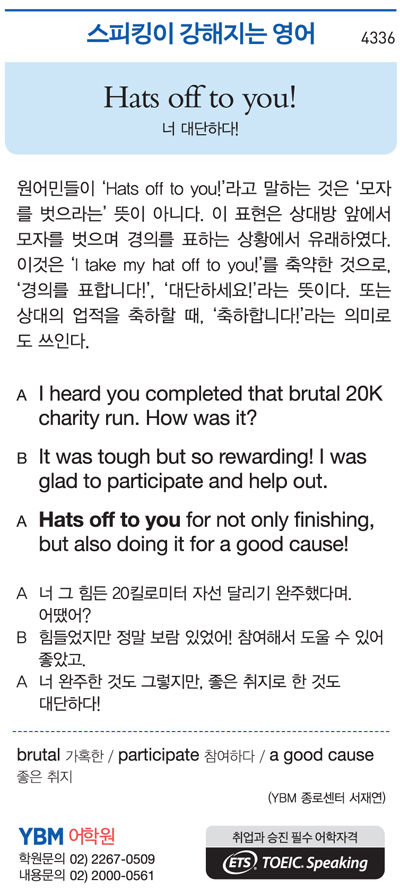 스피킹이 강해지는 영어
4336
Hats off to you!
너 대단하다!
원어민들이 ‘Hats off to you!’라고 말하는 것은 ‘모자
를 벗으라는’ 뜻이 아니다. 이 표현은 상대방 앞에서
모자를 벗으며 경의를 표하는 상황에서 유래하였다.
이것은 ‘I take my hat off to you!’를 축약한 것으로,
‘경의를 표합니다!’, ‘대단하세요!’라는 뜻이다. 또는
상대의 업적을 축하할 때, ‘축하합니다!’라는 의미로
도 쓰인다.
A I heard you completed that brutal 20K
charity run. How was it?
B It was tough but so rewarding! I was
glad to participate and help out.
A Hats off to you for not only finishing,
but also doing it for a good cause!
A 너 그 힘든 20킬로미터 자선 달리기 완주했다며.
어땠어?
B 힘들었지만 정말 보람 있었어! 참여해서 도울 수 있어
좋았고.
A 너 완주한 것도 그렇지만, 좋은 취지로 한 것도
대단하다!
brutal 가혹한 / participate 참여하다 / a good cause
좋은 취지
(YBM 종로센터 서재연)
YBM 어학원
학원문의 02) 2267-0509
내용문의 02) 2000-0561
취업과 승진 필수 어학자격
ETS TOEIC Speaking